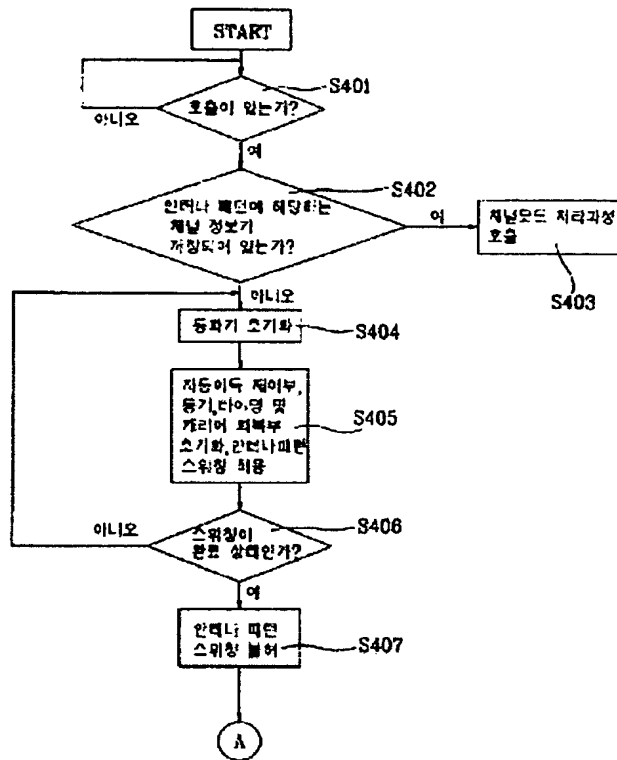 START
S401
호출이 있는가?
아니오
예
S402
안테나 패턴에 해당하는
채널 정보가
저장되어 있는가?
예
채널모드 처리과정
호출
S403
아니오
등화기 초기화
S404
자동이득 제어부,
동기,타이밍 및
캐리어 회복부
초기화,안테나패턴
스위칭 허용
S405
아니오
스위칭이
완료 상태인가?
S406
예
안테나 패턴
스위칭 불허
S407
A